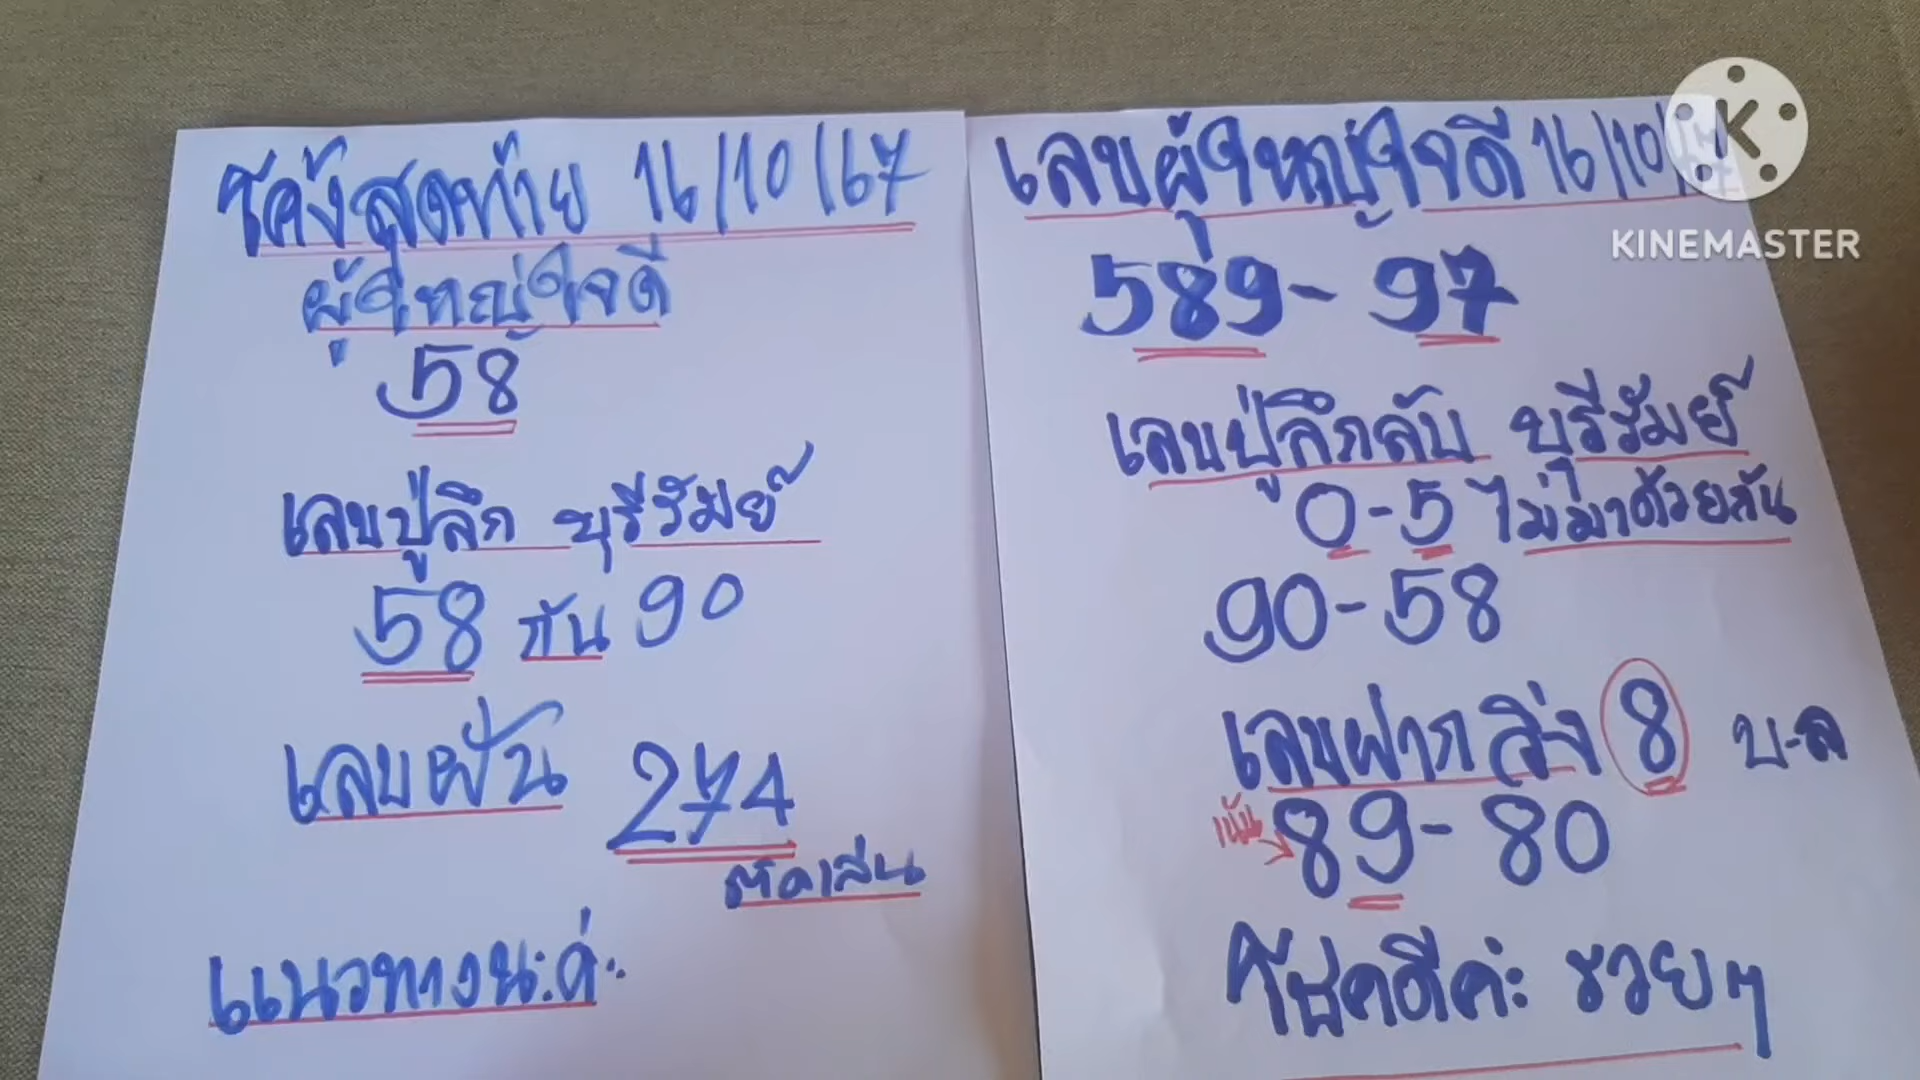 โค้งสุดท้าย 16/10/67
ผู้ใหญ่ใจดี
58
เลขปู่ลึก บุรีรัมย์
58 กัน 90
เลขฝัน 274
ตัดเล่น
แนวทางนะค่ะ
เลขผู้ใหญ่ใจดี 16/10/
589- 97
เลขปู่ลึกลับ บุรีรัมย์
0-5 ไม่มาด้วยกัน
90-58
เลขฝาก วิ่ง 8 บ-ล
เน้น 89- 80
โชคดีค่ะ รวยๆ
KINEMASTER